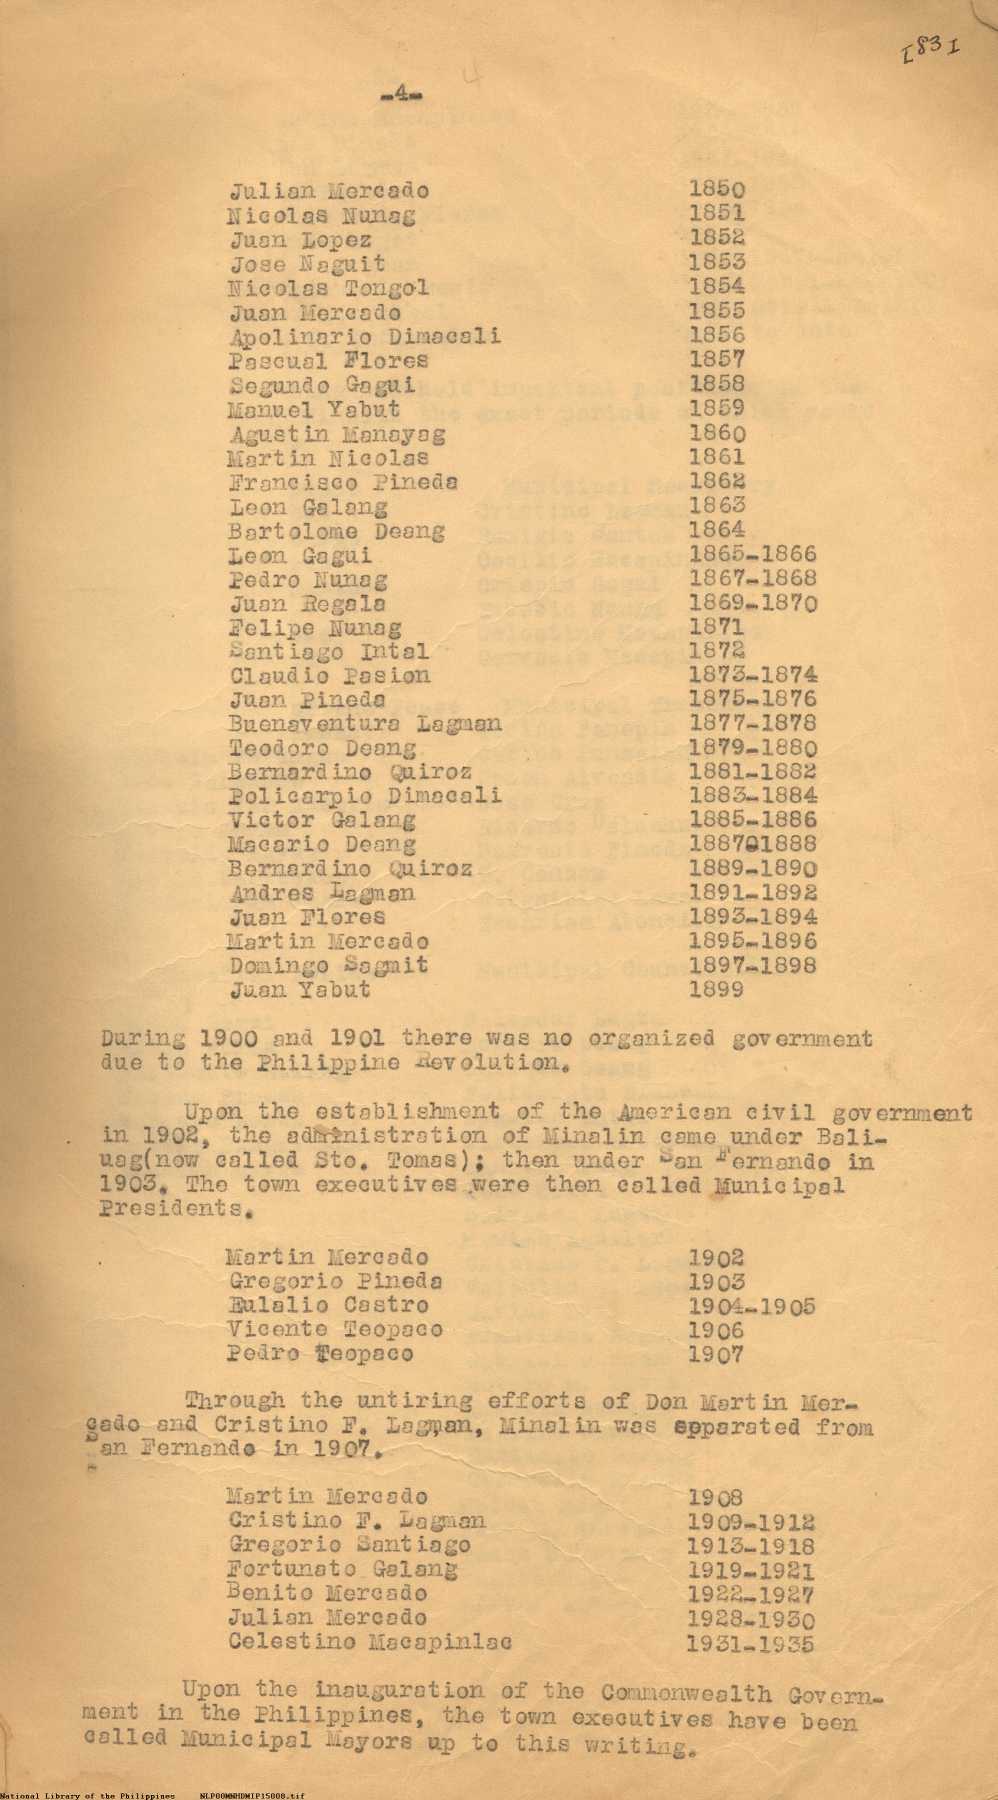 [83]
-4-
4
Julian Mercado 1850
Nicolas Nunag 1851
Juan Lopez 1852
Jose Naguit 1853
Nicolas Tongol 1854
Juan Mercado 1855
Apolinario Dimacali 1856
Pascual Flores 1857
Segundo Gagui 1858
Manuel Yabut 1859
Agustin Manayag 1860
Martin Nicolas 1861
Francisco Pineda 1862
Leon Galang 1863
Bartolome Deang 1864
Leon Gagui 1865-1866
Pedro Nunag 1867-1868
Juan Regala 1869-1870
Felipe Nunag 1871
Santiago Intal 1872
Claudio Pasion 1873-1874
Juan Pineda 1875-1876
Buenaventura Lagman 1877-1878
Teodoro Deang 1879-1880
Bernardino Quiroz 1881-1882
Policarpio Dimacali 1883-1884
Victor Galang 1885-1886
Macario Deang 1887-1888
Bernardino Quiroz 1889-1890
Andres Lagman 1891-1892
Juan Flores 1893-1894
Martin Mercado 1895-1896
Domingo Sagmit 1897-1898
Juan Yabut 1899
During 1900 and 1901 there was no organized government
due to the Philippine Revolution.
Upon the establishment of the American civil government
in 1902, the administration of Minalin came under Bali-
uag(now called Sto. Tomas); then under San Fernando in
1903. The town executives were then called Municipal
Presidents.
Martin Mercado 1902
Gregorio Pineda 1903
Eulalio Castro 1904-1905
Vicente Teopaco 1906
Pedro Teopaco 1907
Through the untiring efforts of Don Martin Mer-
cado and Cristino F. Lagman, Minalin was separated from
San Fernando in 1907.
Martin Mercado 1908
Cristino F. Lagman 1909-1912
Gregorio Santiago 1913-1918
Fortunato Galang 1919-1921
Benito Mercado 1922-1927
Julian Mercado 1928-1930
Celestino Macapinlac 1931-1935
Upon the inauguration of the Commonwealth Govern-
ment in the Philippines, the town executives have been
called Municipal Mayors up to this writing.
National Library of the Philippines NLP00MNHDMIP15008.tif